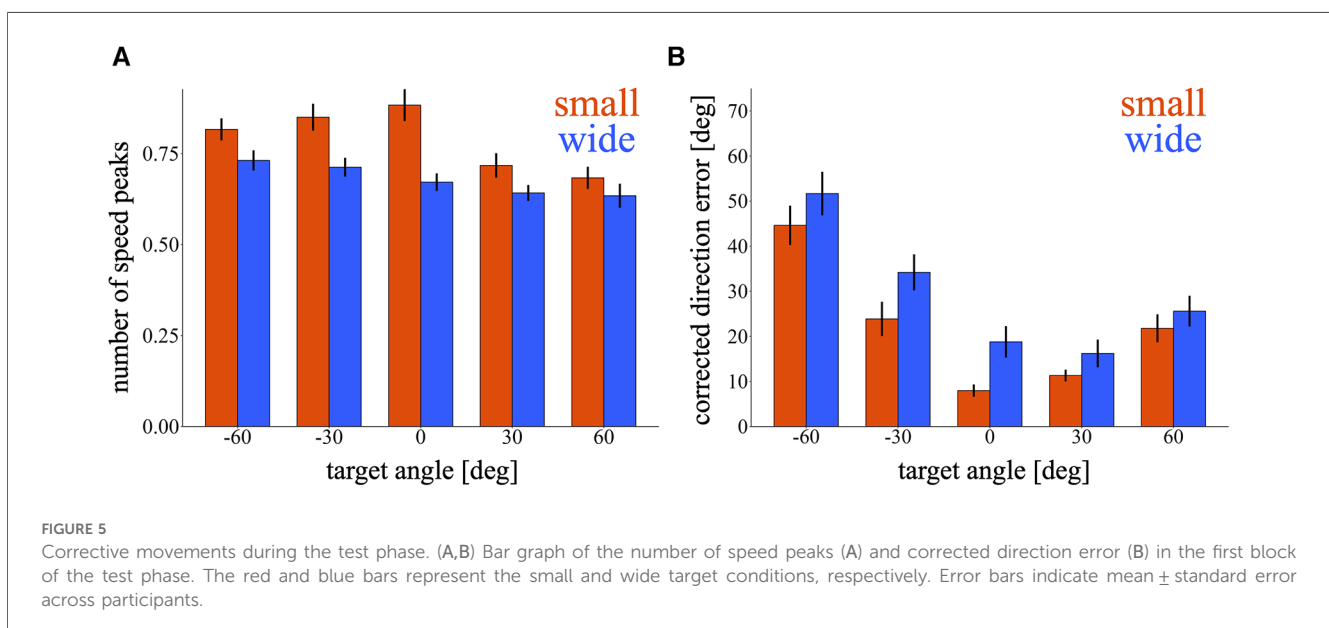 A
small
wide
number of speed peaks
0.75
0.50
0.25
0.00
-60 -30 0 30 60
target angle [deg]
B
small
wide
corrected direction error [deg]
70
60
50
40
30
20
10
0
-60 -30 0 30 60
target angle [deg]
FIGURE 5
Corrective movements during the test phase. (A,B) Bar graph of the number of speed peaks (A) and corrected direction error (B) in the first block
of the test phase. The red and blue bars represent the small and wide target conditions, respectively. Error bars indicate mean ± standard error
across participants.